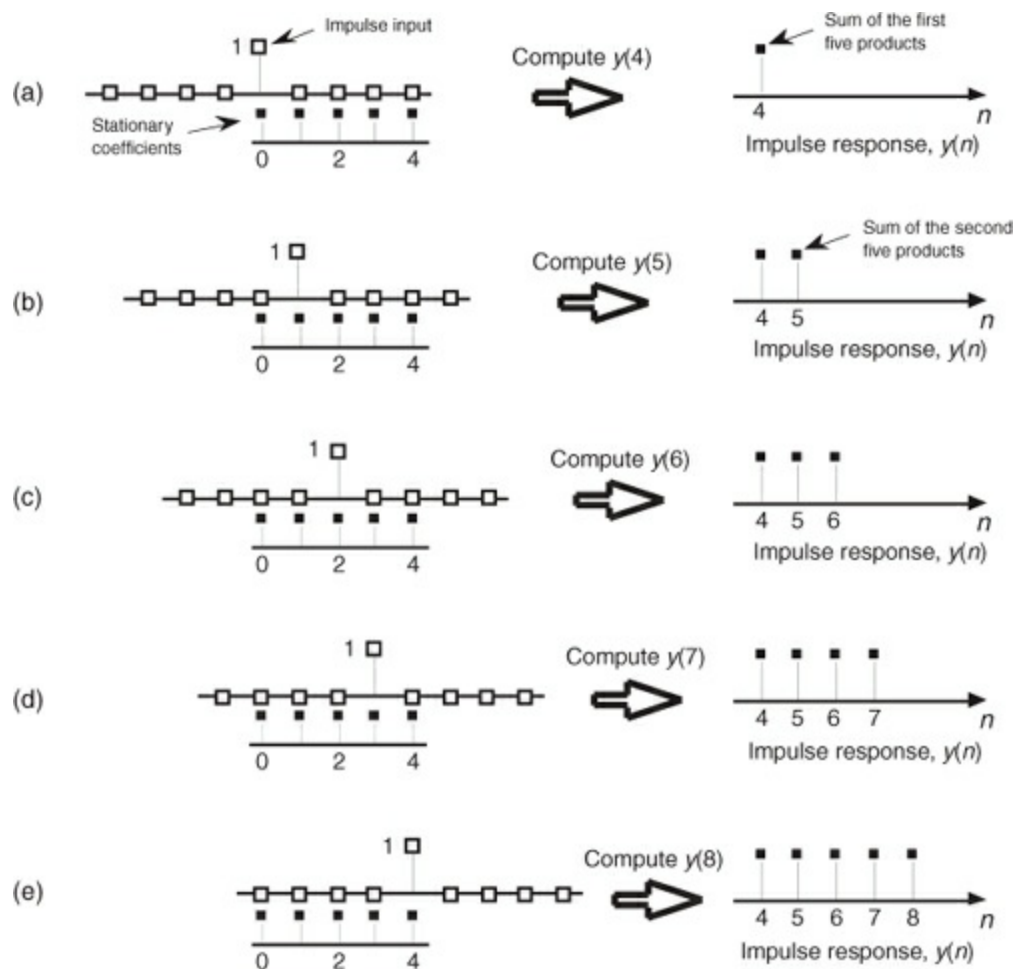 (a)
1
Impulse input
Stationary
coefficients
0 2 4
Compute y(4)
Sum of the first
five products
4
n
Impulse response, y(n)
(b)
1
0 2 4
Compute y(5)
Sum of the second
five products
4 5
n
Impulse response, y(n)
(c)
1
0 2 4
Compute y(6)
4 5 6
n
Impulse response, y(n)
(d)
1
0 2 4
Compute y(7)
4 5 6 7
n
Impulse response, y(n)
(e)
1
0 2 4
Compute y(8)
4 5 6 7 8
n
Impulse response, y(n)